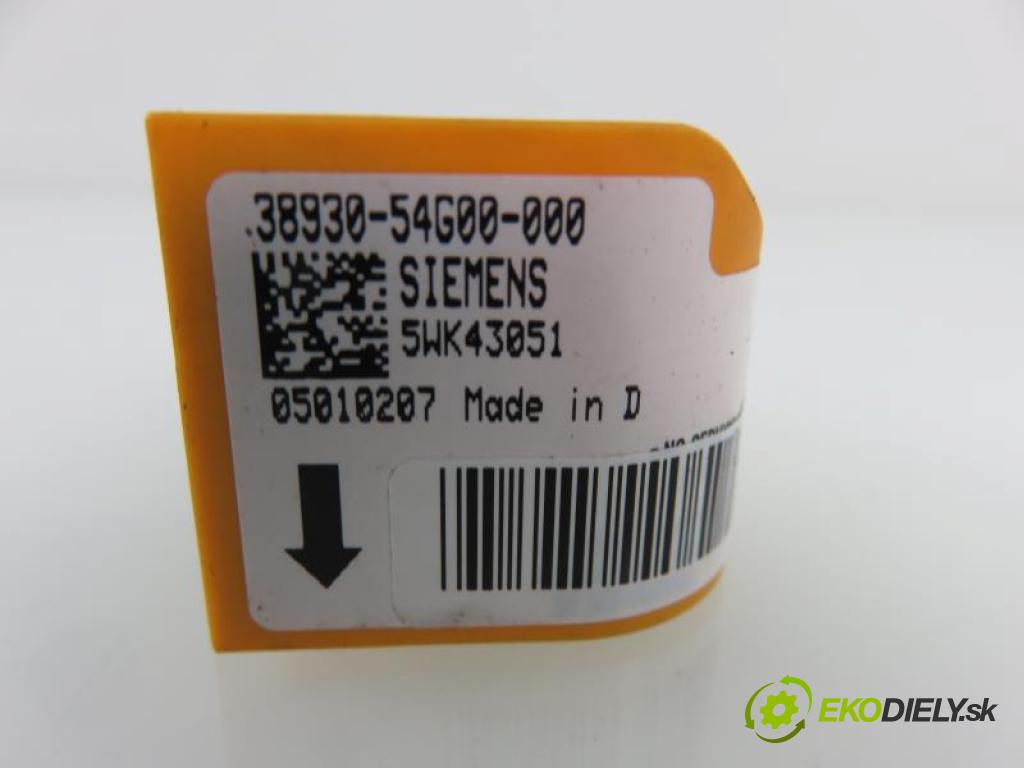 38930-54G00-000
SIEMENS
5WK43051
05010207 Made in D
EKODIELY.sk